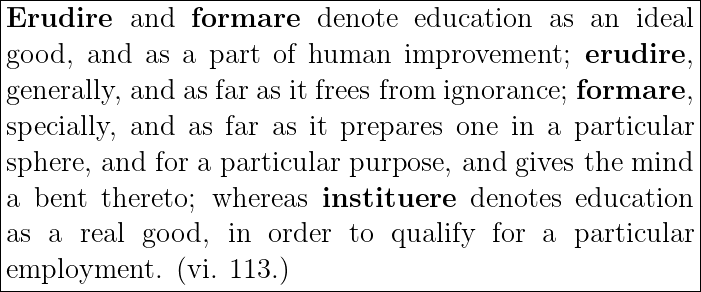 Erudire and formare denote education as an ideal
good, and as a part of human improvement; erudire,
generally, and as far as it frees from ignorance; formare,
specially, and as far as it prepares one in a particular
sphere, and for a particular purpose, and gives the mind
a bent thereto; whereas instituere denotes education
as a real good, in order to qualify for a particular
employment. (vi. 113.)